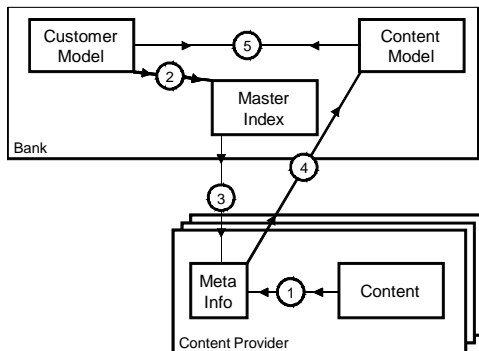 Customer
Model
5
Content
Model
2
Master
Index
Bank
4
3
Meta
Info
1
Content
Content Provider